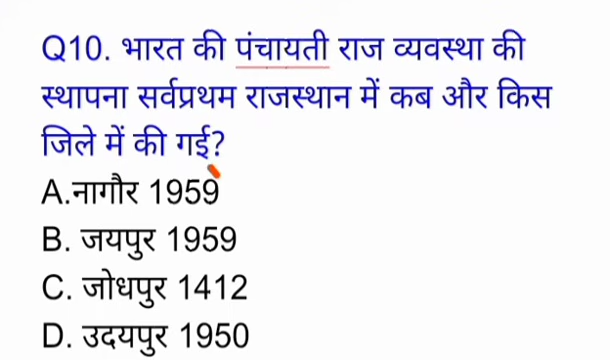 Q10. भारत की पंचायती राज व्यवस्था की
स्थापना सर्वप्रथम राजस्थान में कब और किस
जिले में की गई?
A.नागौर 1959
B. जयपुर 1959
C. जोधपुर 1412
D. उदयपुर 1950